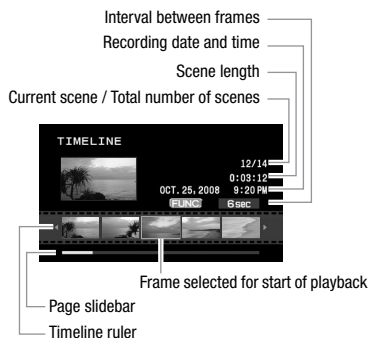 Interval between frames
Recording date and time
Scene length
Current scene / Total number of scenes
TIMELINE
12/14
0:03:12
OCT. 25, 2008 9:20 PM
FUNC. 6sec
Frame selected for start of playback
Page slidebar
Timeline ruler